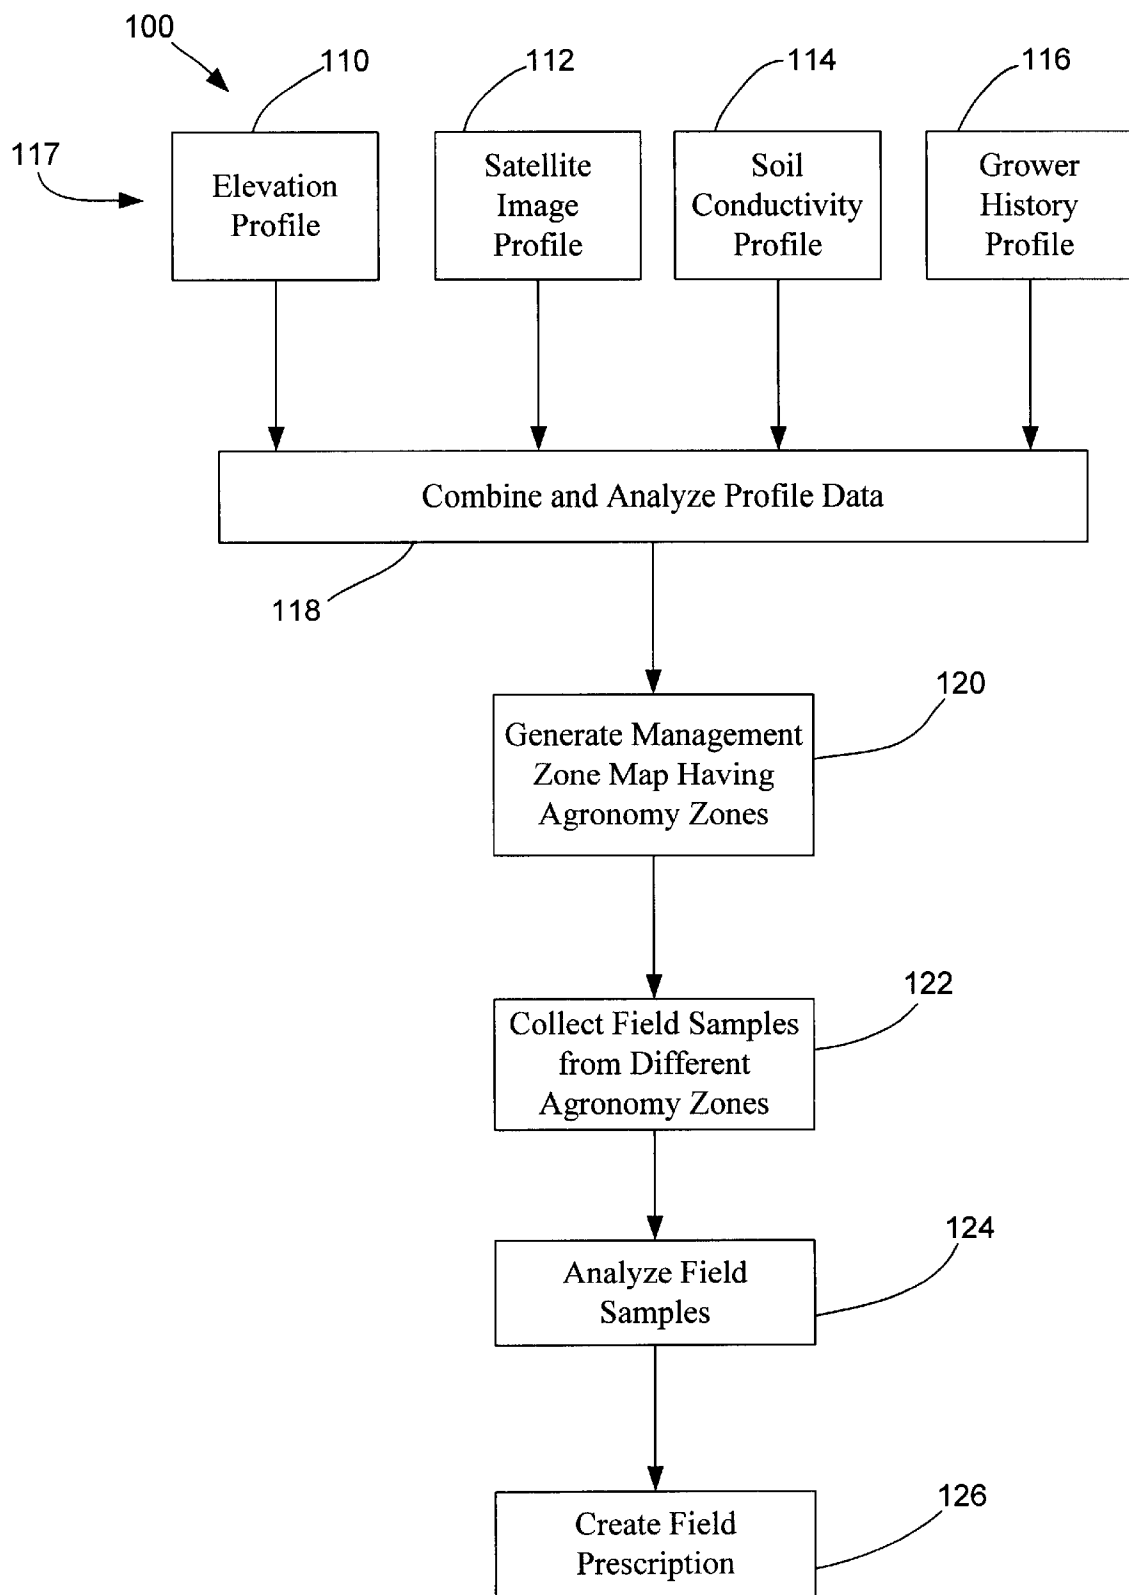 100
110
112
114
116
117
Elevation
Profile
Satellite
Image
Profile
Soil
Conductivity
Profile
Grower
History
Profile
Combine and Analyze Profile Data
118
120
Generate Management
Zone Map Having
Agronomy Zones
122
Collect Field Samples
from Different
Agronomy Zones
124
Analyze Field
Samples
126
Create Field
Prescription